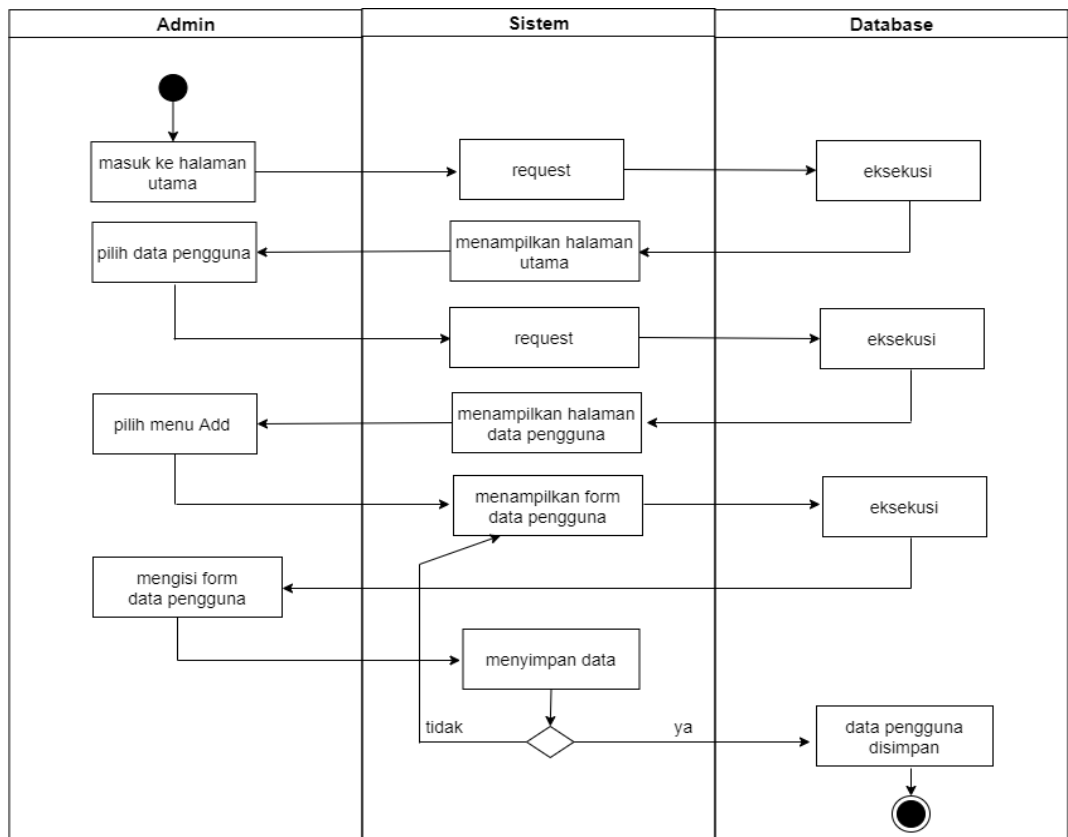 Admin
Sistem
Database
masuk ke halaman
utama
request
eksekusi
pilih data pengguna
menampilkan halaman
utama
request
eksekusi
pilih menu Add
menampilkan halaman
data pengguna
menampilkan form
data pengguna
eksekusi
mengisi form
data pengguna
menyimpan data
tidak
ya
data pengguna
disimpan